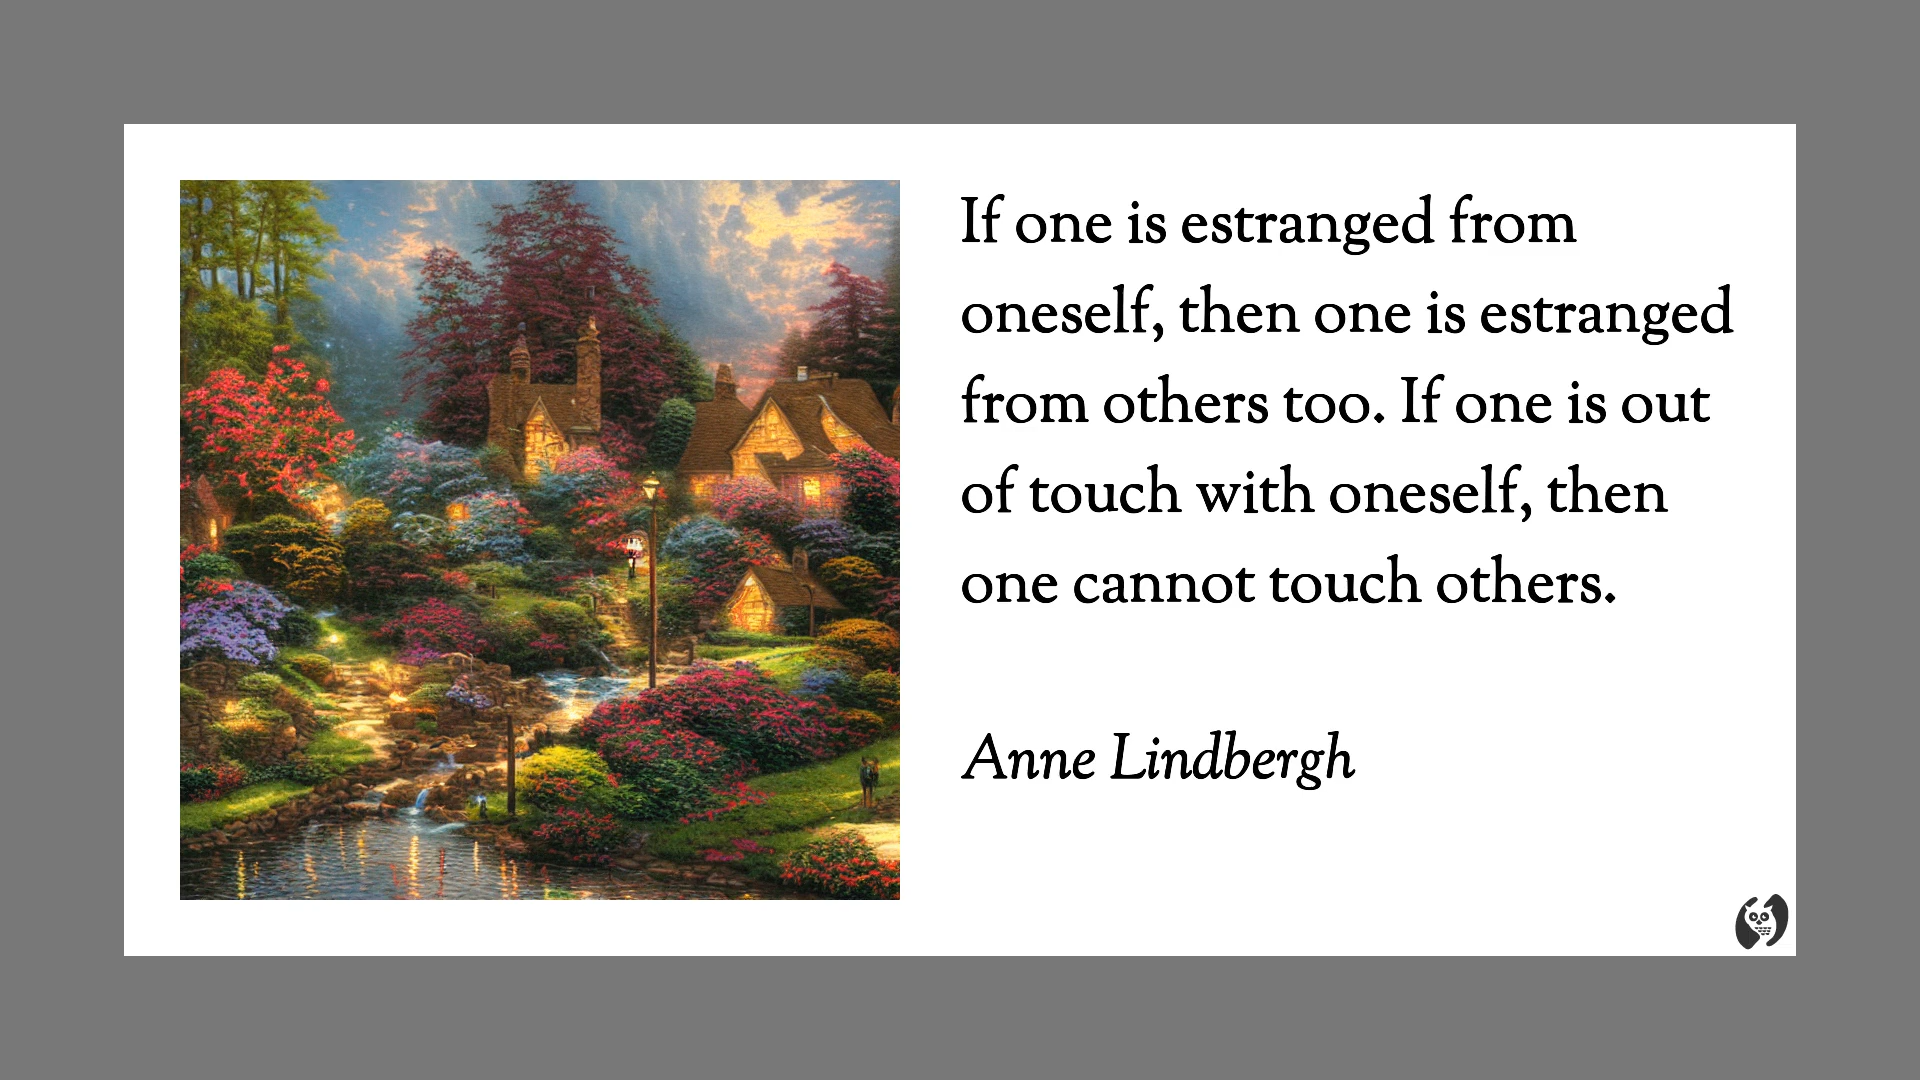 If one is estranged from
oneself, then one is estranged
from others too. If one is out
of touch with oneself, then
one cannot touch others.
Anne Lindbergh